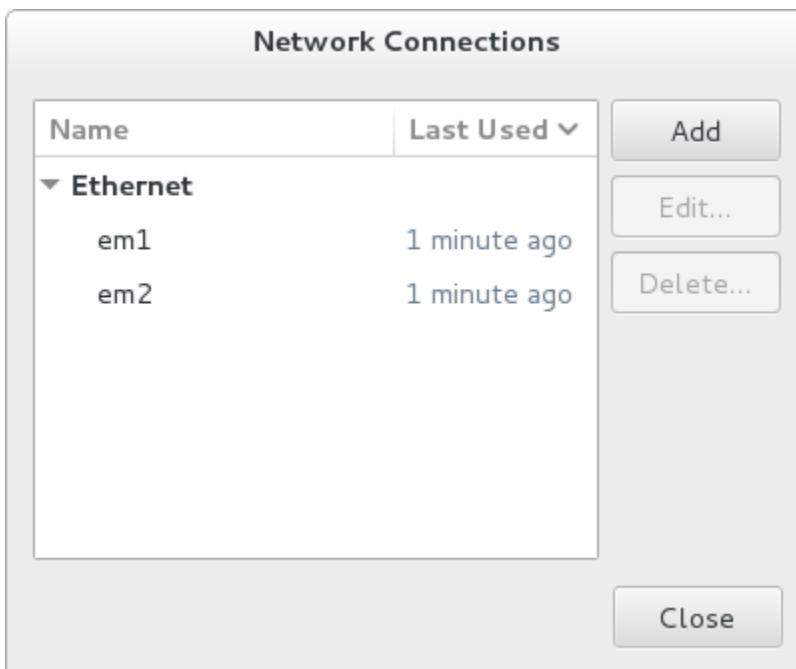 Network Connections
Name Last Used
Add
Ethernet
Edit...
em1 1 minute ago
Delete...
em2 1 minute ago
Close